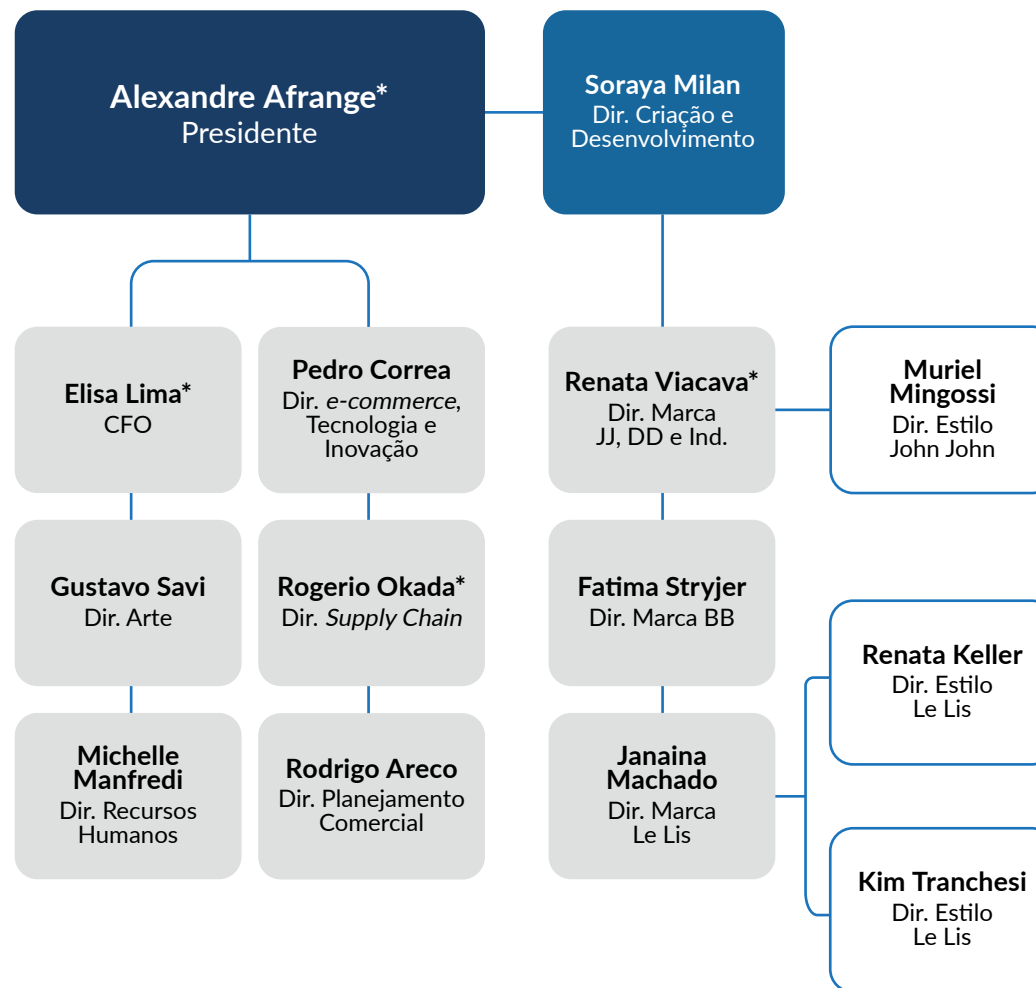 Alexandre Afrange*
Presidente
Soraya Milan
Dir. Criação e
Desenvolvimento
Elisa Lima*
CFO
Pedro Correa
Dir. e-commerce,
Tecnologia e
Inovação
Renata Viacava*
Dir. Marca
JJ, DD e Ind.
Muriel
Mingossi
Dir. Estilo
John John
Gustavo Savi
Dir. Arte
Rogerio Okada*
Dir. Supply Chain
Fatima Stryjer
Dir. Marca BB
Renata Keller
Dir. Estilo
Le Lis
Michelle
Manfredi
Dir. Recursos
Humanos
Rodrigo Areco
Dir. Planejamento
Comercial
Janaina
Machado
Dir. Marca
Le Lis
Kim Tranchesi
Dir. Estilo
Le Lis